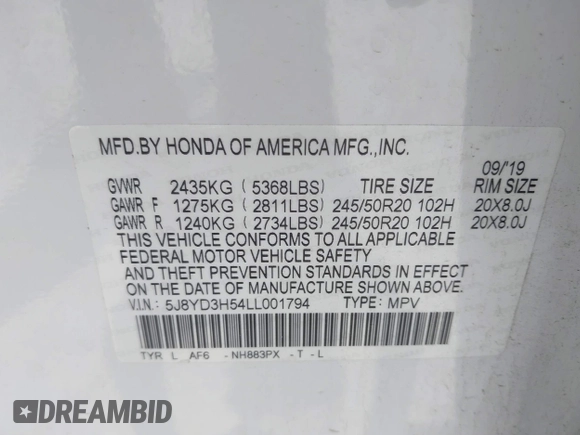 MFD.BY HONDA OF AMERICA MFG.,INC.
09/'19
GVWR 2435KG ( 5368LBS) TIRE SIZE RIM SIZE
GAWR F 1275KG ( 2811LBS) 245/50R20 102H 20X8.0J
GAWR R 1240KG ( 2734LBS) 245/50R20 102H 20X8.0J
THIS VEHICLE CONFORMS TO ALL APPLICABLE
FEDERAL MOTOR VEHICLE SAFETY
AND THEFT PREVENTION STANDARDS IN EFFECT
ON THE DATE OF MANUFACTURE SHOWN ABOVE.
V.I.N.: 5J8YD3H54LL001794 TYPE: MPV
TYR L AF6 -NH883PX -T -L
DREAMBID